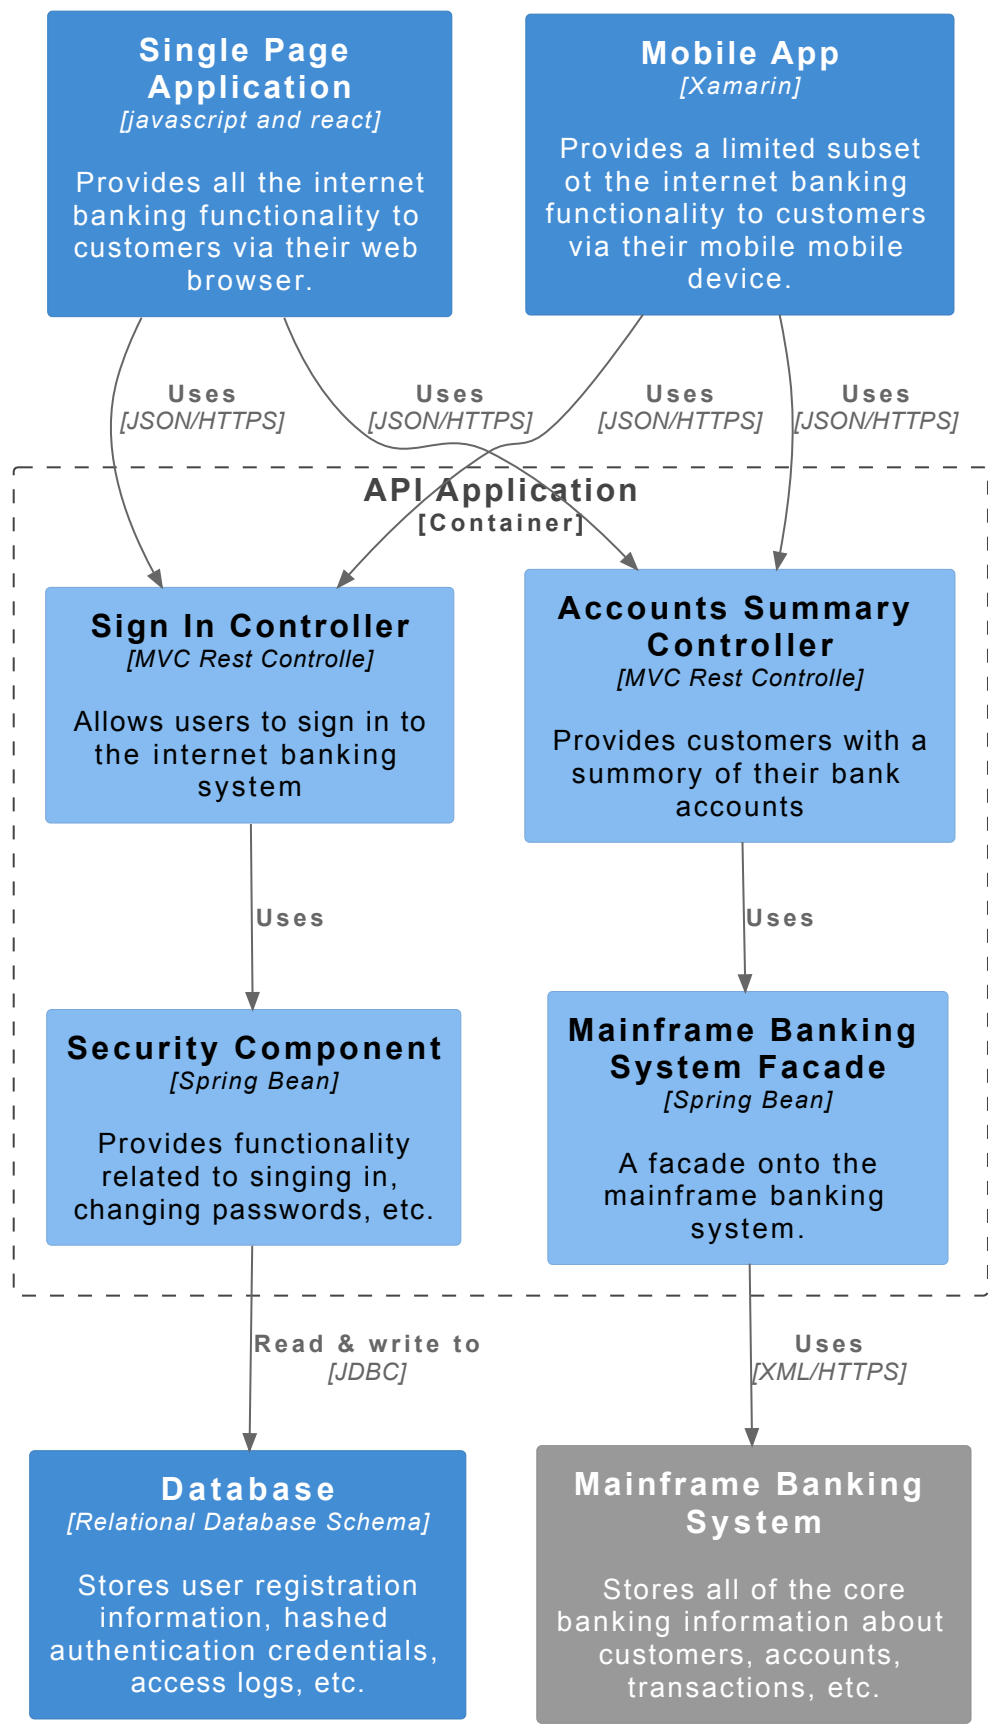 Single Page
Application
[javascript and react]
Provides all the internet
banking functionality to
customers via their web
browser.
Mobile App
[Xamarin]
Provides a limited subset
ot the internet banking
functionality to customers
via their mobile mobile
device.
Uses
[JSON/HTTPS]
Uses
[JSON/HTTPS]
Uses
[JSON/HTTPS]
Uses
[JSON/HTTPS]
API Application
[Container]
Sign In Controller
[MVC Rest Controlle]
Allows users to sign in to
the internet banking
system
Accounts Summary
Controller
[MVC Rest Controlle]
Provides customers with a
summory of their bank
accounts
Uses
Uses
Security Component
[Spring Bean]
Provides functionality
related to singing in,
changing passwords, etc.
Mainframe Banking
System Facade
[Spring Bean]
A facade onto the
mainframe banking
system.
Read & write to
[JDBC]
Uses
[XML/HTTPS]
Database
[Relational Database Schema]
Stores user registration
information, hashed
authentication credentials,
access logs, etc.
Mainframe Banking
System
Stores all of the core
banking information about
customers, accounts,
transactions, etc.